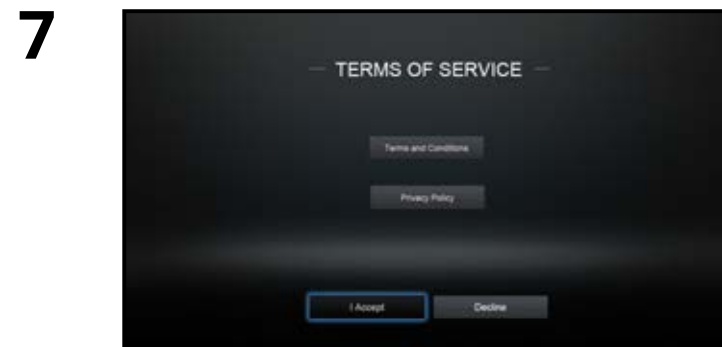 7
— TERMS OF SERVICE —
Terms and Conditions
Privacy Policy
I Accept Decline